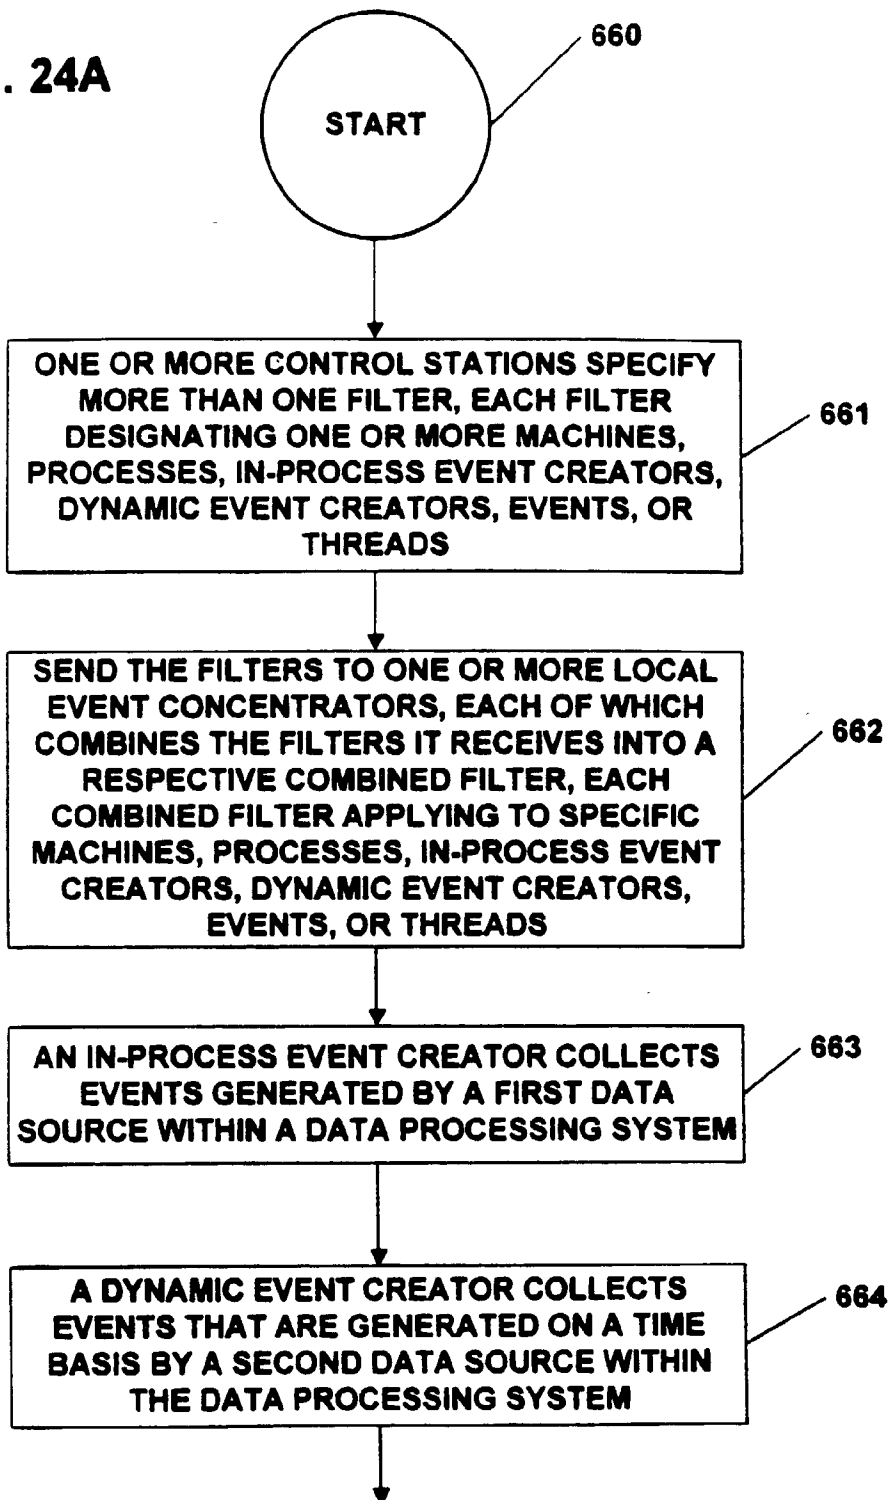 . 24A
660
START
ONE OR MORE CONTROL STATIONS SPECIFY
MORE THAN ONE FILTER, EACH FILTER
DESIGNATING ONE OR MORE MACHINES,
PROCESSES, IN-PROCESS EVENT CREATORS,
DYNAMIC EVENT CREATORS, EVENTS, OR
THREADS
661
SEND THE FILTERS TO ONE OR MORE LOCAL
EVENT CONCENTRATORS, EACH OF WHICH
COMBINES THE FILTERS IT RECEIVES INTO A
RESPECTIVE COMBINED FILTER, EACH
COMBINED FILTER APPLYING TO SPECIFIC
MACHINES, PROCESSES, IN-PROCESS EVENT
CREATORS, DYNAMIC EVENT CREATORS,
EVENTS, OR THREADS
662
AN IN-PROCESS EVENT CREATOR COLLECTS
EVENTS GENERATED BY A FIRST DATA
SOURCE WITHIN A DATA PROCESSING SYSTEM
663
A DYNAMIC EVENT CREATOR COLLECTS
EVENTS THAT ARE GENERATED ON A TIME
BASIS BY A SECOND DATA SOURCE WITHIN
THE DATA PROCESSING SYSTEM
664